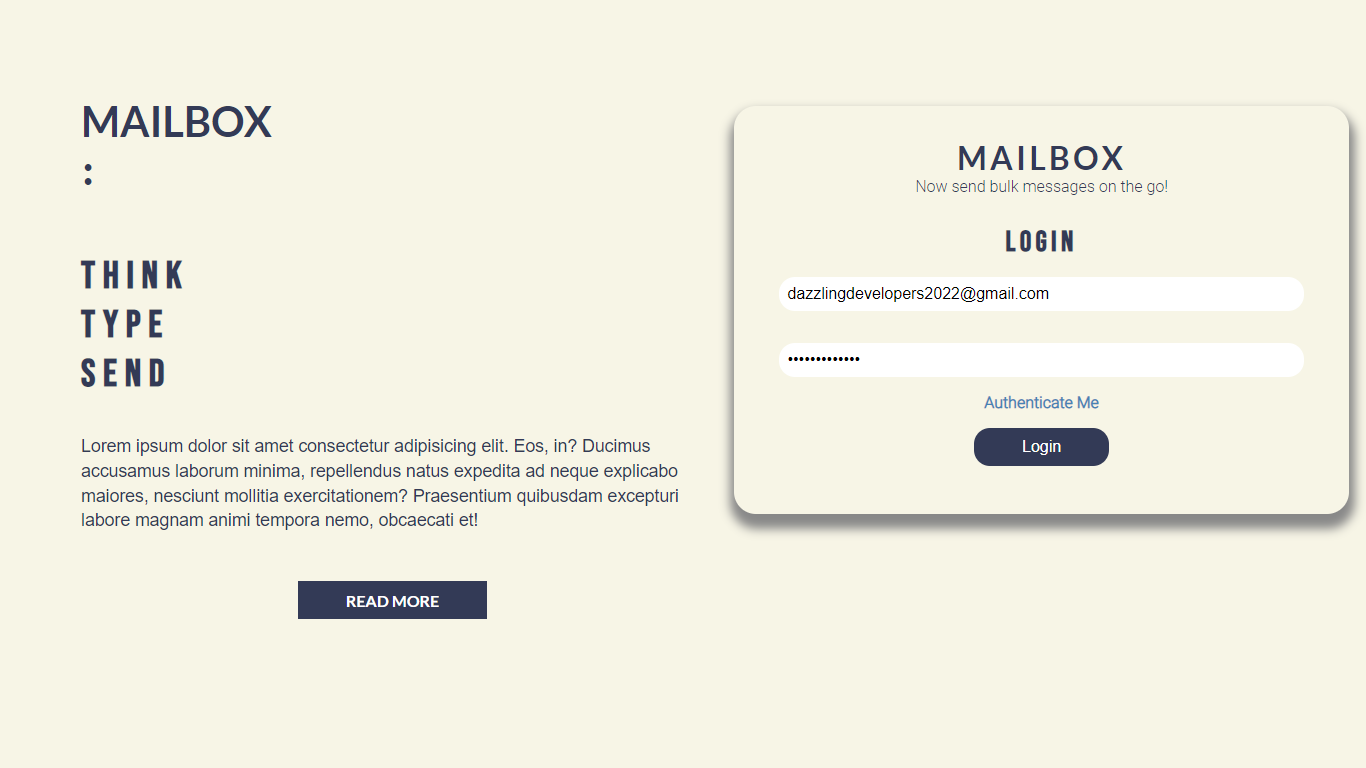 MAILBOX
:
THINK
TYPE
SEND
Lorem ipsum dolor sit amet consectetur adipisicing elit. Eos, in? Ducimus
accusamus laborum minima, repellendus natus expedita ad neque explicabo
maiores, nesciunt mollitia exercitationem? Praesentium quibusdam excepturi
labore magnam animi tempora nemo, obcaecati et!
READ MORE
MAILBOX
Now send bulk messages on the go!
LOGIN
dazzlingdevelopers2022@gmail.com
•••••••••••••
Authenticate Me
Login